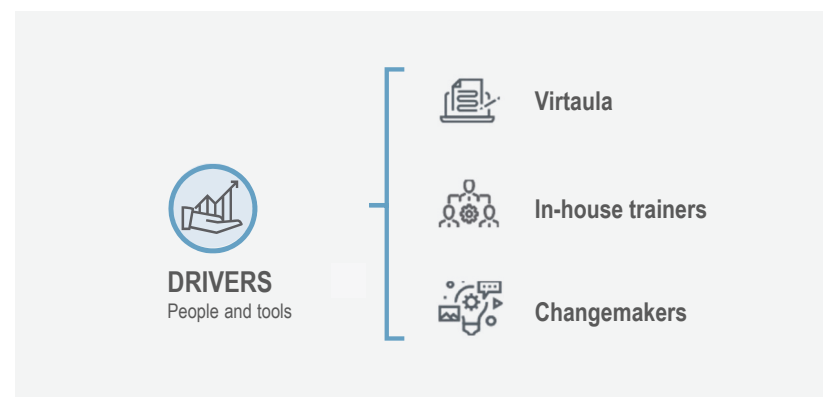 Virtaula
In-house trainers
DRIVERS
People and tools
Changemakers